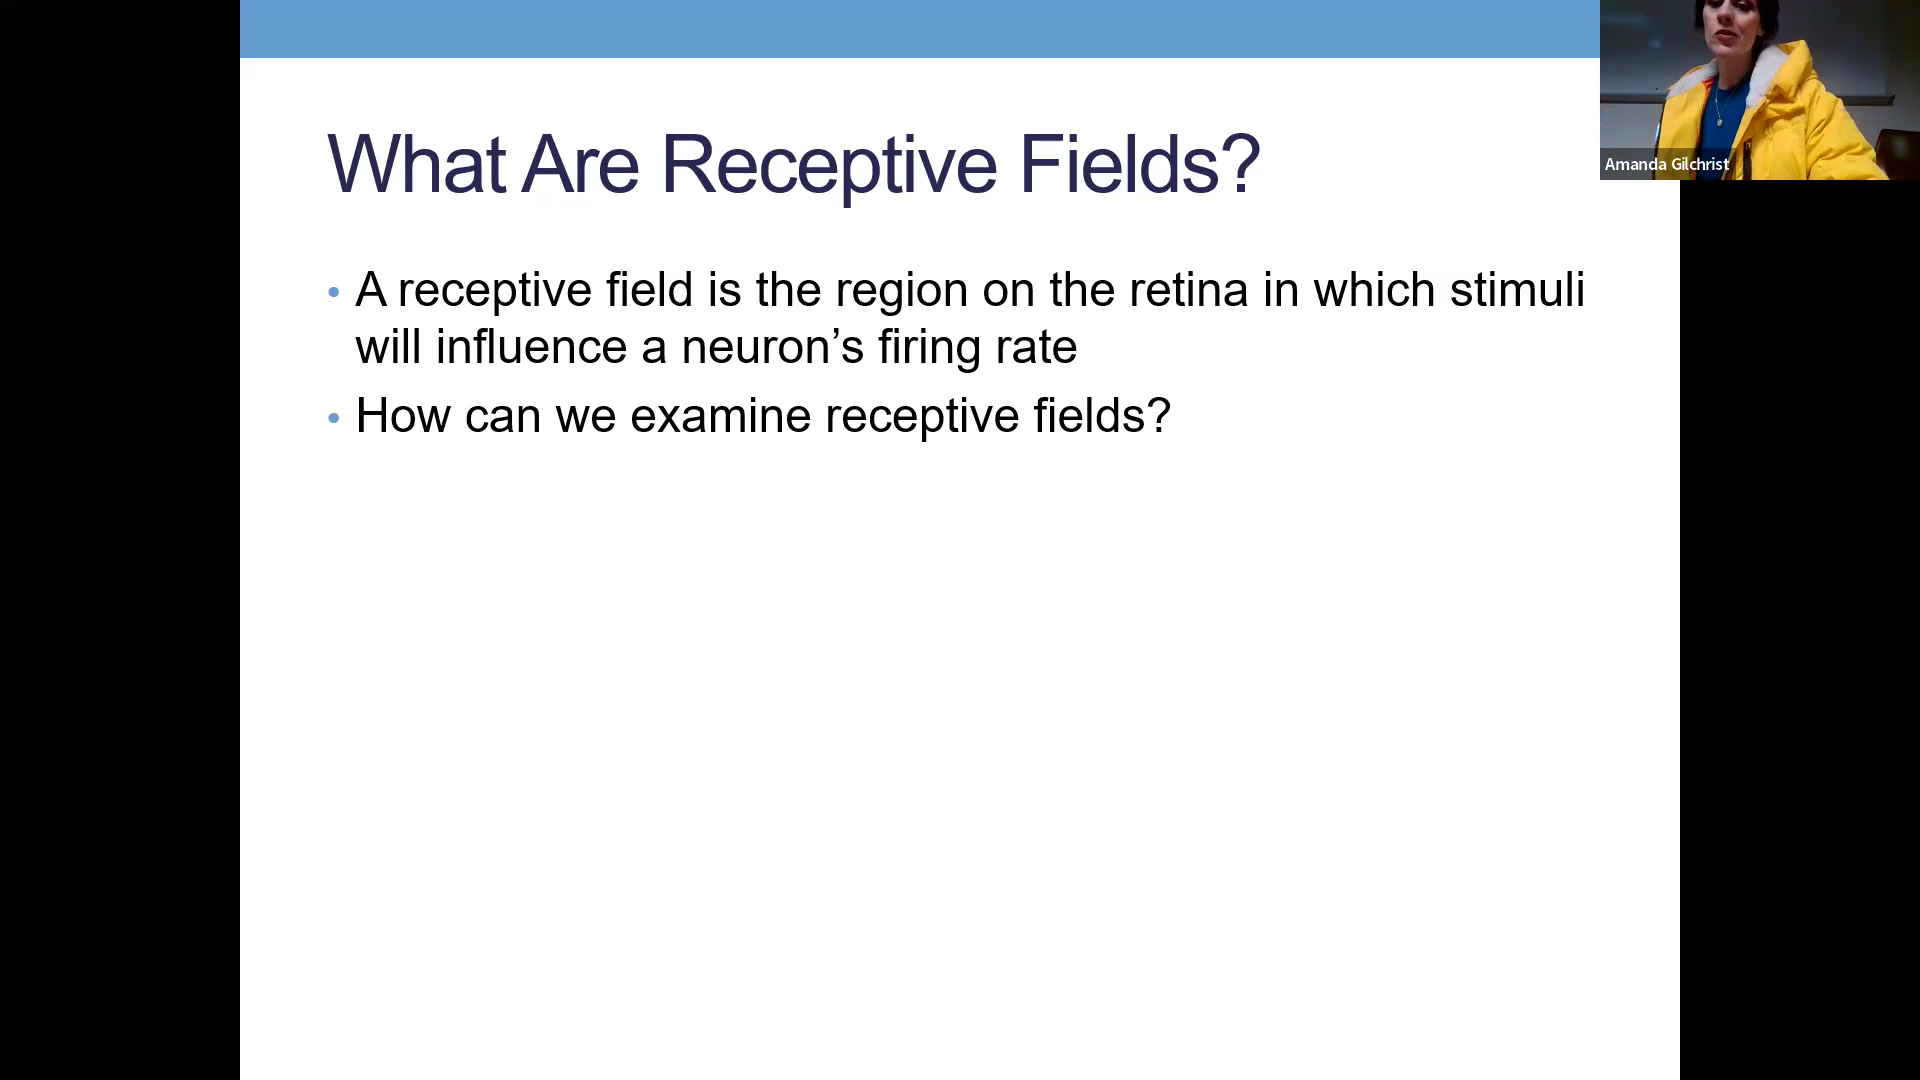 What Are Receptive Fields?
• A receptive field is the region on the retina in which stimuli
will influence a neuron’s firing rate
• How can we examine receptive fields?
Amanda Gilchrist